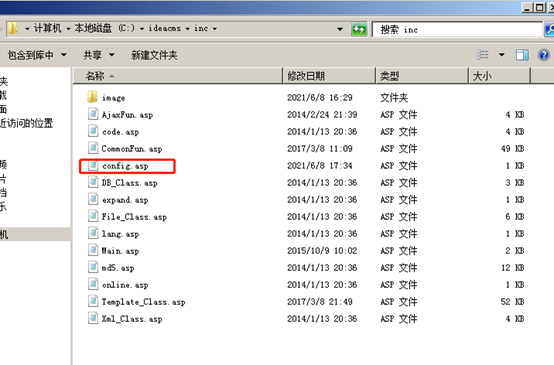 计算机 本地磁盘 (C:) ideacms inc 搜索 inc
包含到库中 共享 新建文件夹
名称 修改日期 类型 大小
image 2021/6/8 16:29 文件夹
AjaxFun.asp 2014/2/24 21:39 ASP 文件 4 KB
code.asp 2014/1/13 20:36 ASP 文件 4 KB
CommonFun.asp 2017/3/8 11:09 ASP 文件 49 KB
config.asp 2021/6/8 17:34 ASP 文件 1 KB
DB_Class.asp 2014/1/13 20:36 ASP 文件 3 KB
expand.asp 2014/1/13 20:36 ASP 文件 1 KB
File_Class.asp 2014/1/13 20:36 ASP 文件 6 KB
lang.asp 2014/1/13 20:36 ASP 文件 1 KB
Main.asp 2015/10/9 10:02 ASP 文件 2 KB
md5.asp 2014/1/13 20:36 ASP 文件 12 KB
online.asp 2014/1/13 20:36 ASP 文件 1 KB
Template_Class.asp 2017/3/8 21:49 ASP 文件 52 KB
Xml_Class.asp 2014/1/13 20:36 ASP 文件 4 KB
夹
载
面
近访问的位置
频
片
档
乐
机